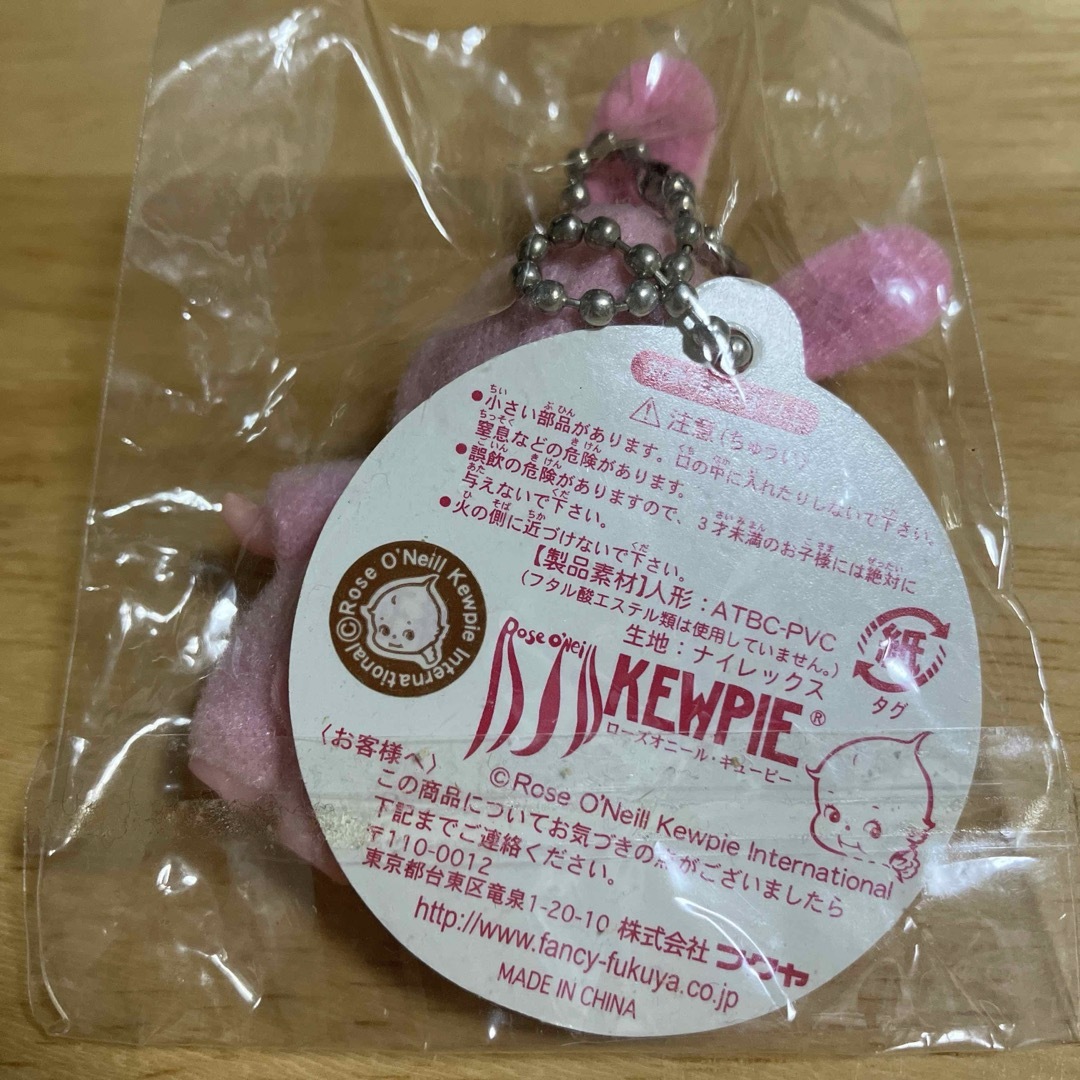 ⚠注意(ちゅうい)
●小さい部品があります。口の中に入れたりしないで下さい。
窒息などの危険があります。
●誤飲の危険がありますので、3才未満のお子様には絶対に
与えないで下さい。
●火の側に近づけないで下さい。
【製品素材】人形:ATBC-PVC
(フタル酸エステル類は使用していません。)
生地:ナイレックス
紙
タグ
©Rose O'Neill Kewpie International
Rose O'Neill
KEWPIE®
ローズオニール・キューピー
©Rose O'Neill Kewpie International
〈お客様へ〉
この商品についてお気づきの点がございましたら
下記までご連絡ください。
〒110-0012
東京都台東区竜泉1-20-10 株式会社フクヤ
http://www.fancy-fukuya.co.jp
MADE IN CHINA